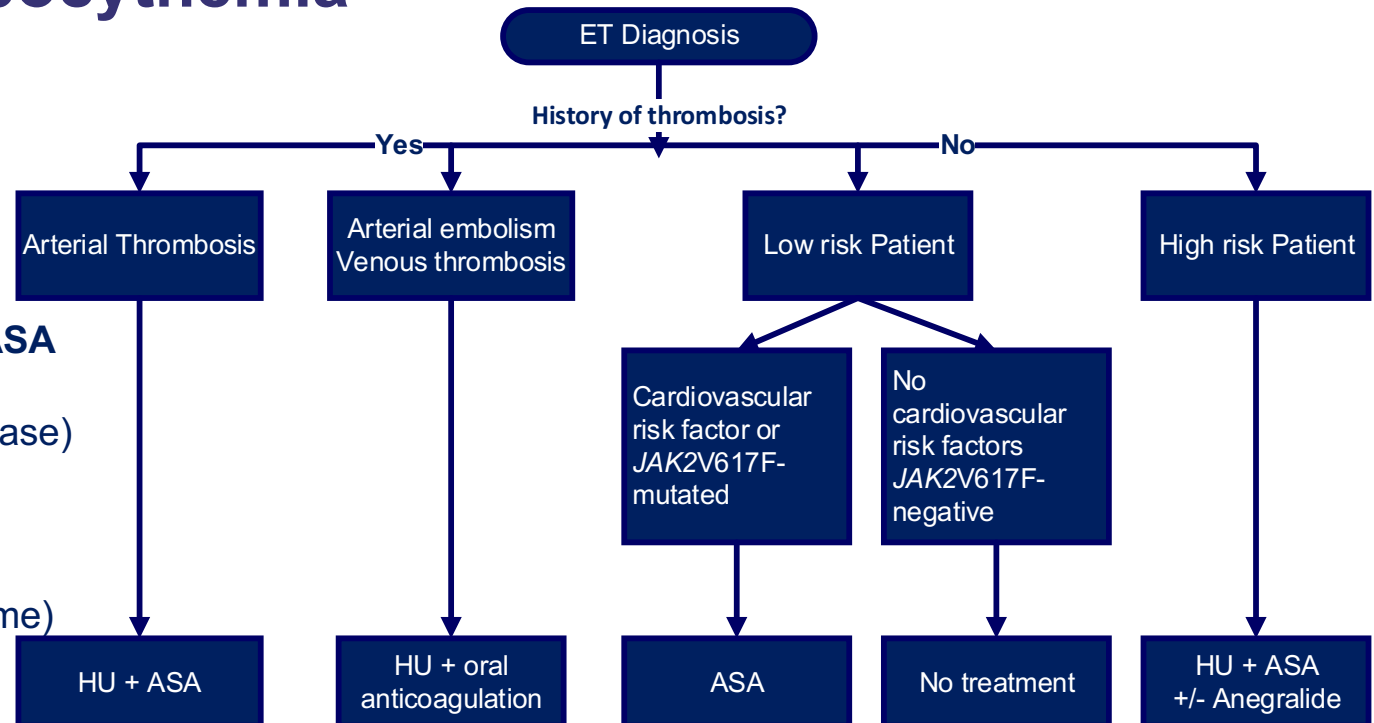 ET Diagnosis
History of thrombosis?
Yes
No
Arterial Thrombosis
Arterial embolism
Venous thrombosis
Low risk Patient
High risk Patient
ASA
Cardiovascular
risk factor or
JAK2V617F-
mutated
No
cardiovascular
risk factors
JAK2V617F-
negative
ase)
me)
HU + ASA
HU + oral
anticoagulation
ASA
No treatment
HU + ASA
+/- Anegralide